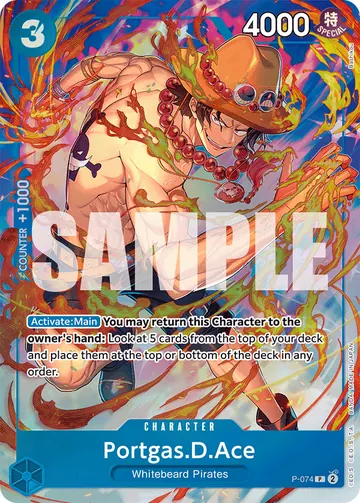 3
4000
特
SPECIAL
COUNTER +1000
SAMPLE
Activate:Main You may return this Character to the
owner's hand: Look at 5 cards from the top of your deck
and place them at the top or bottom of the deck in any
order.
CHARACTER
Portgas.D.Ace
Whitebeard Pirates
P-074 P 2